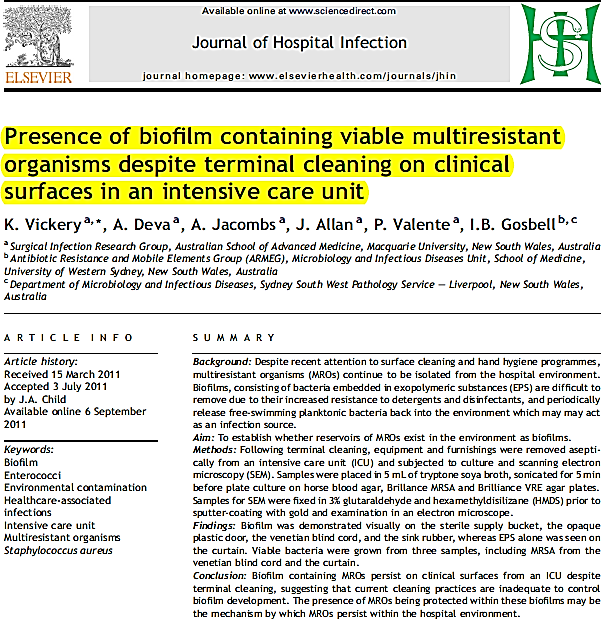 Available online at www.sciencedirect.com
Journal of Hospital Infection
journal homepage: www.elsevierhealth.com/journals/jhin
ELSEVIER
Presence of biofilm containing viable multiresistant
organisms despite terminal cleaning on clinical
surfaces in an intensive care unit
K. Vickery a,*, A. Deva a, A. Jacombs a, J. Allan a, P. Valente a, I.B. Gosbell b,c
a Surgical Infection Research Group, Australian School of Advanced Medicine, Macquarie University, New South Wales, Australia
b Antibiotic Resistance and Mobile Elements Group (ARMEG), Microbiology and Infectious Diseases Unit, School of Medicine,
University of Western Sydney, New South Wales, Australia
c Department of Microbiology and Infectious Diseases, Sydney South West Pathology Service — Liverpool, New South Wales,
Australia
ARTICLE INFO
Article history:
Received 15 March 2011
Accepted 3 July 2011
by J.A. Child
Available online 6 September
2011
Keywords:
Biofilm
Enterococci
Environmental contamination
Healthcare-associated
infections
Intensive care unit
Multiresistant organisms
Staphylococcus aureus
SUMMARY
Background: Despite recent attention to surface cleaning and hand hygiene programmes,
multiresistant organisms (MROs) continue to be isolated from the hospital environment.
Biofilms, consisting of bacteria embedded in exopolymeric substances (EPS) are difficult to
remove due to their increased resistance to detergents and disinfectants, and periodically
release free-swimming planktonic bacteria back into the environment which may may act
as an infection source.
Aim: To establish whether reservoirs of MROs exist in the environment as biofilms.
Methods: Following terminal cleaning, equipment and furnishings were removed asepti-
cally from an intensive care unit (ICU) and subjected to culture and scanning electron
microscopy (SEM). Samples were placed in 5 mL of tryptone soya broth, sonicated for 5 min
before plate culture on horse blood agar, Brillance MRSA and Brilliance VRE agar plates.
Samples for SEM were fixed in 3% glutaraldehyde and hexamethyldisilizane (HMDS) prior to
sputter-coating with gold and examination in an electron microscope.
Findings: Biofilm was demonstrated visually on the sterile supply bucket, the opaque
plastic door, the venetian blind cord, and the sink rubber, whereas EPS alone was seen on
the curtain. Viable bacteria were grown from three samples, including MRSA from the
venetian blind cord and the curtain.
Conclusion: Biofilm containing MROs persist on clinical surfaces from an ICU despite
terminal cleaning, suggesting that current cleaning practices are inadequate to control
biofilm development. The presence of MROs being protected within these biofilms may be
the mechanism by which MROs persist within the hospital environment.